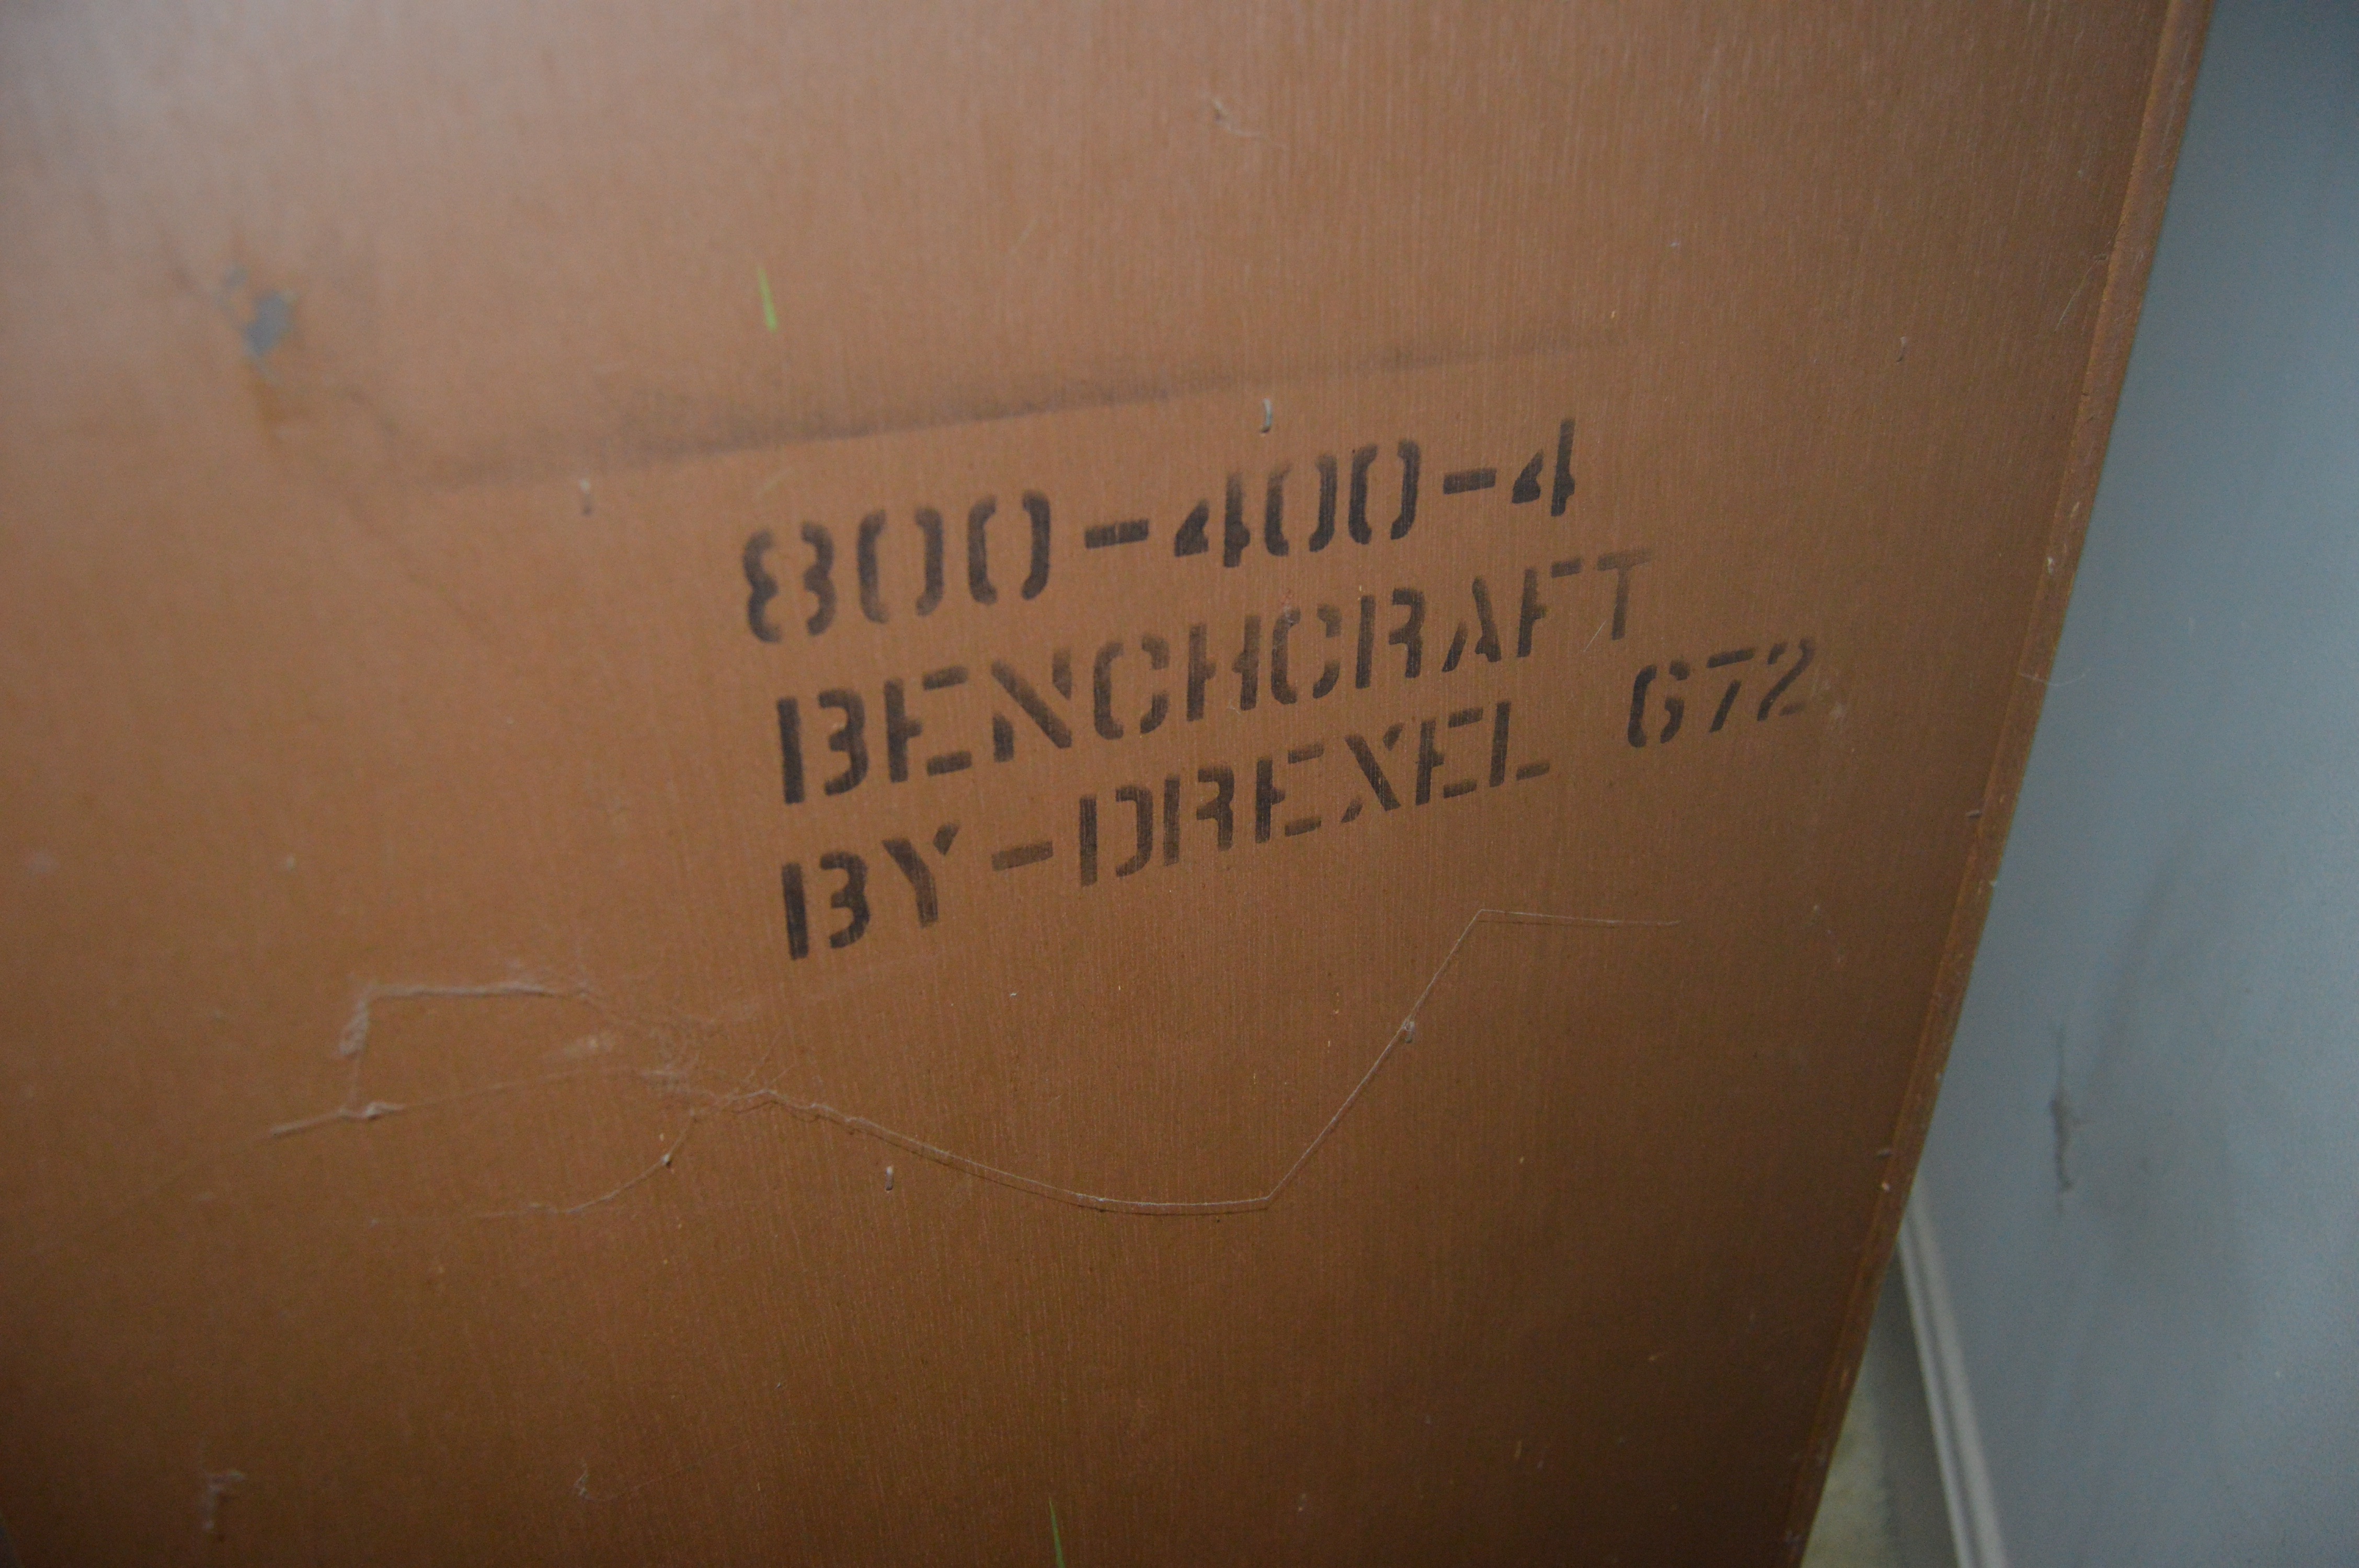 800-400-4
BENCHCRAFT
BY-DREXEL 672